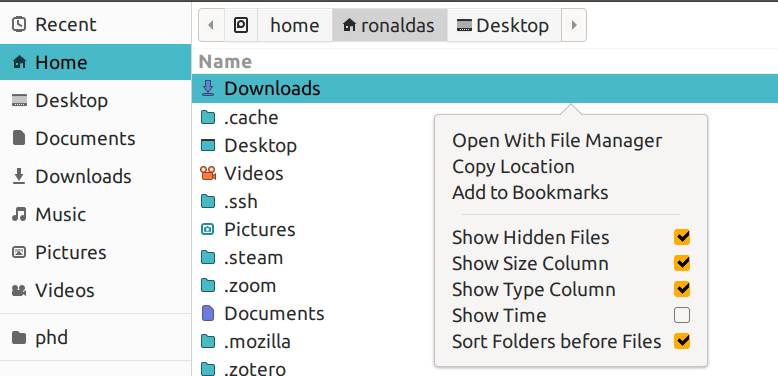 Recent
Home
Desktop
Documents
Downloads
Music
Pictures
Videos
phd
home ronaldas Desktop
Name
Downloads
.cache
Desktop
Videos
.ssh
Pictures
.steam
.zoom
Documents
.mozilla
.zotero
Open With File Manager
Copy Location
Add to Bookmarks
Show Hidden Files
Show Size Column
Show Type Column
Show Time
Sort Folders before Files